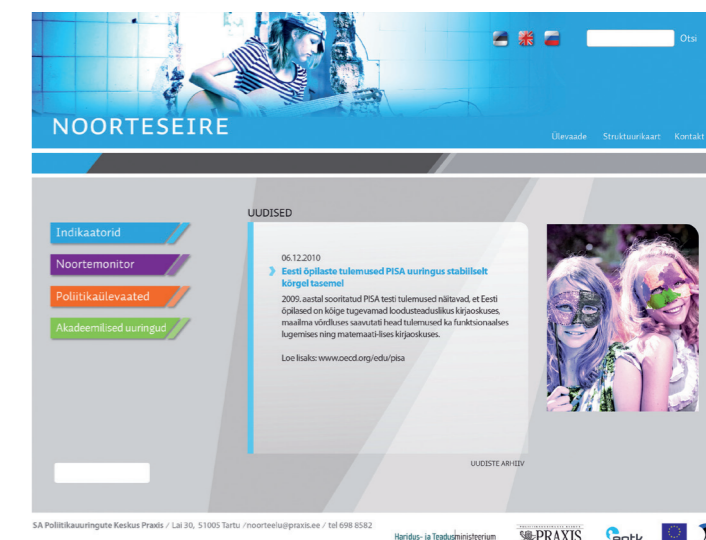 Otsi
NOORTESEIRE
Ülevaade Struktuurikaart Kontakt
UUDISED
Indikaatorid
Noortemonitor
Poliitikaülevaated
Akadeemilised uuringud
06.12.2010
Eesti õpilaste tulemused PISA uuringus stabiilselt
kõrgel tasemel
2009. aastal sooritatud PISA testi tulemused näitavad, et Eesti
õpilased on kõige tugevamad loodusteaduslikus kirjaoskuses,
maailma võrdluses saavutati head tulemused ka funktsionaalses
lugemises ning matemaati-lises kirjaoskuses.
Loe lisaks: www.oecd.org/edu/pisa
UUDISTE ARHIIV
SA Poliitikauuringute Keskus Praxis / Lai 30, 51005 Tartu /noorteelu@praxis.ee / tel 698 8582
Haridus- ja Teadusministeerium
PRAXIS